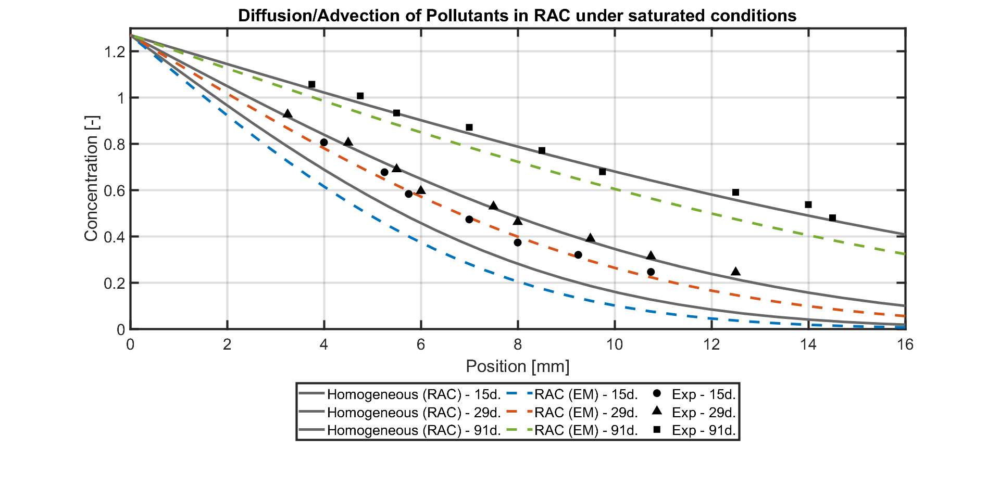 Diffusion/Advection of Pollutants in RAC under saturated conditions
1.2
1
0.8
0.6
0.4
0.2
0
Concentration [-]
0 2 4 6 8 10 12 14 16
Position [mm]
Homogeneous (RAC) - 15d. RAC (EM) - 15d. Exp - 15d.
Homogeneous (RAC) - 29d. RAC (EM) - 29d. Exp - 29d.
Homogeneous (RAC) - 91d. RAC (EM) - 91d. Exp - 91d.